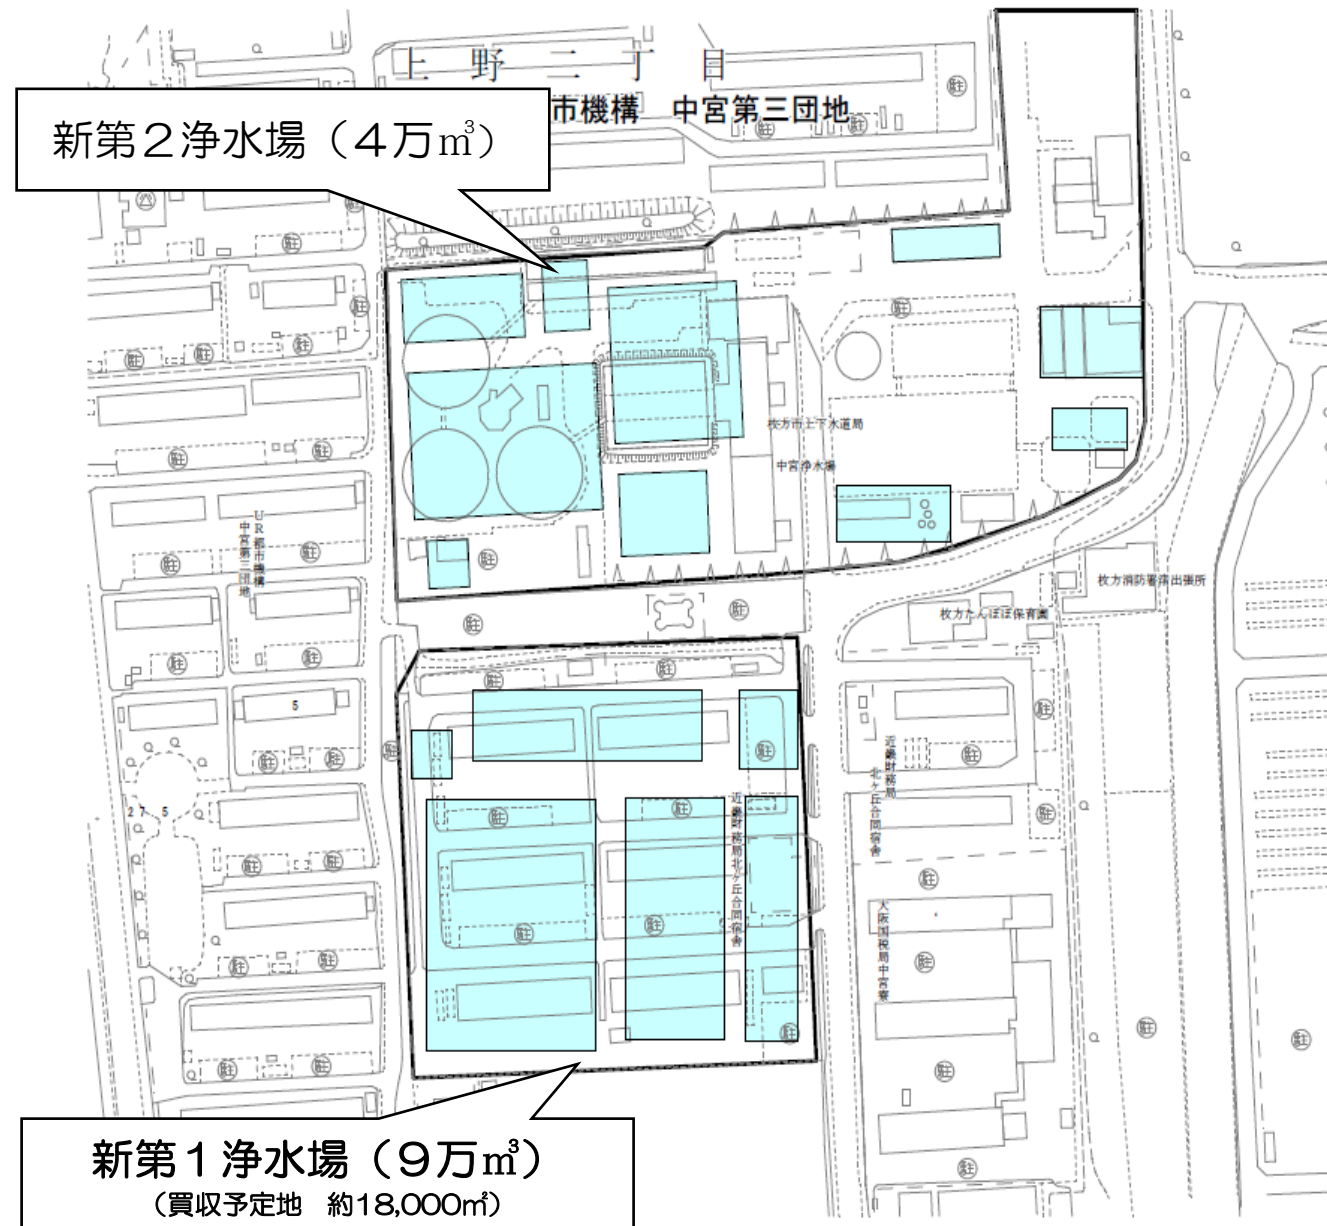 上野二丁目
市機構　中宮第三団地
新第２浄水場（４万㎥）
枚方市上下水道局
中宮浄水場
UR都市機構
中宮第三団地
枚方消防署
出張所
枚方たんぽぽ保育園
5
27.5
近畿財務局
北ヶ丘合同宿舎
近畿財務局北ヶ丘合同宿舎
大阪国税局中宮寮
新第１浄水場（９万㎥）
（買収予定地　約18,000㎡）